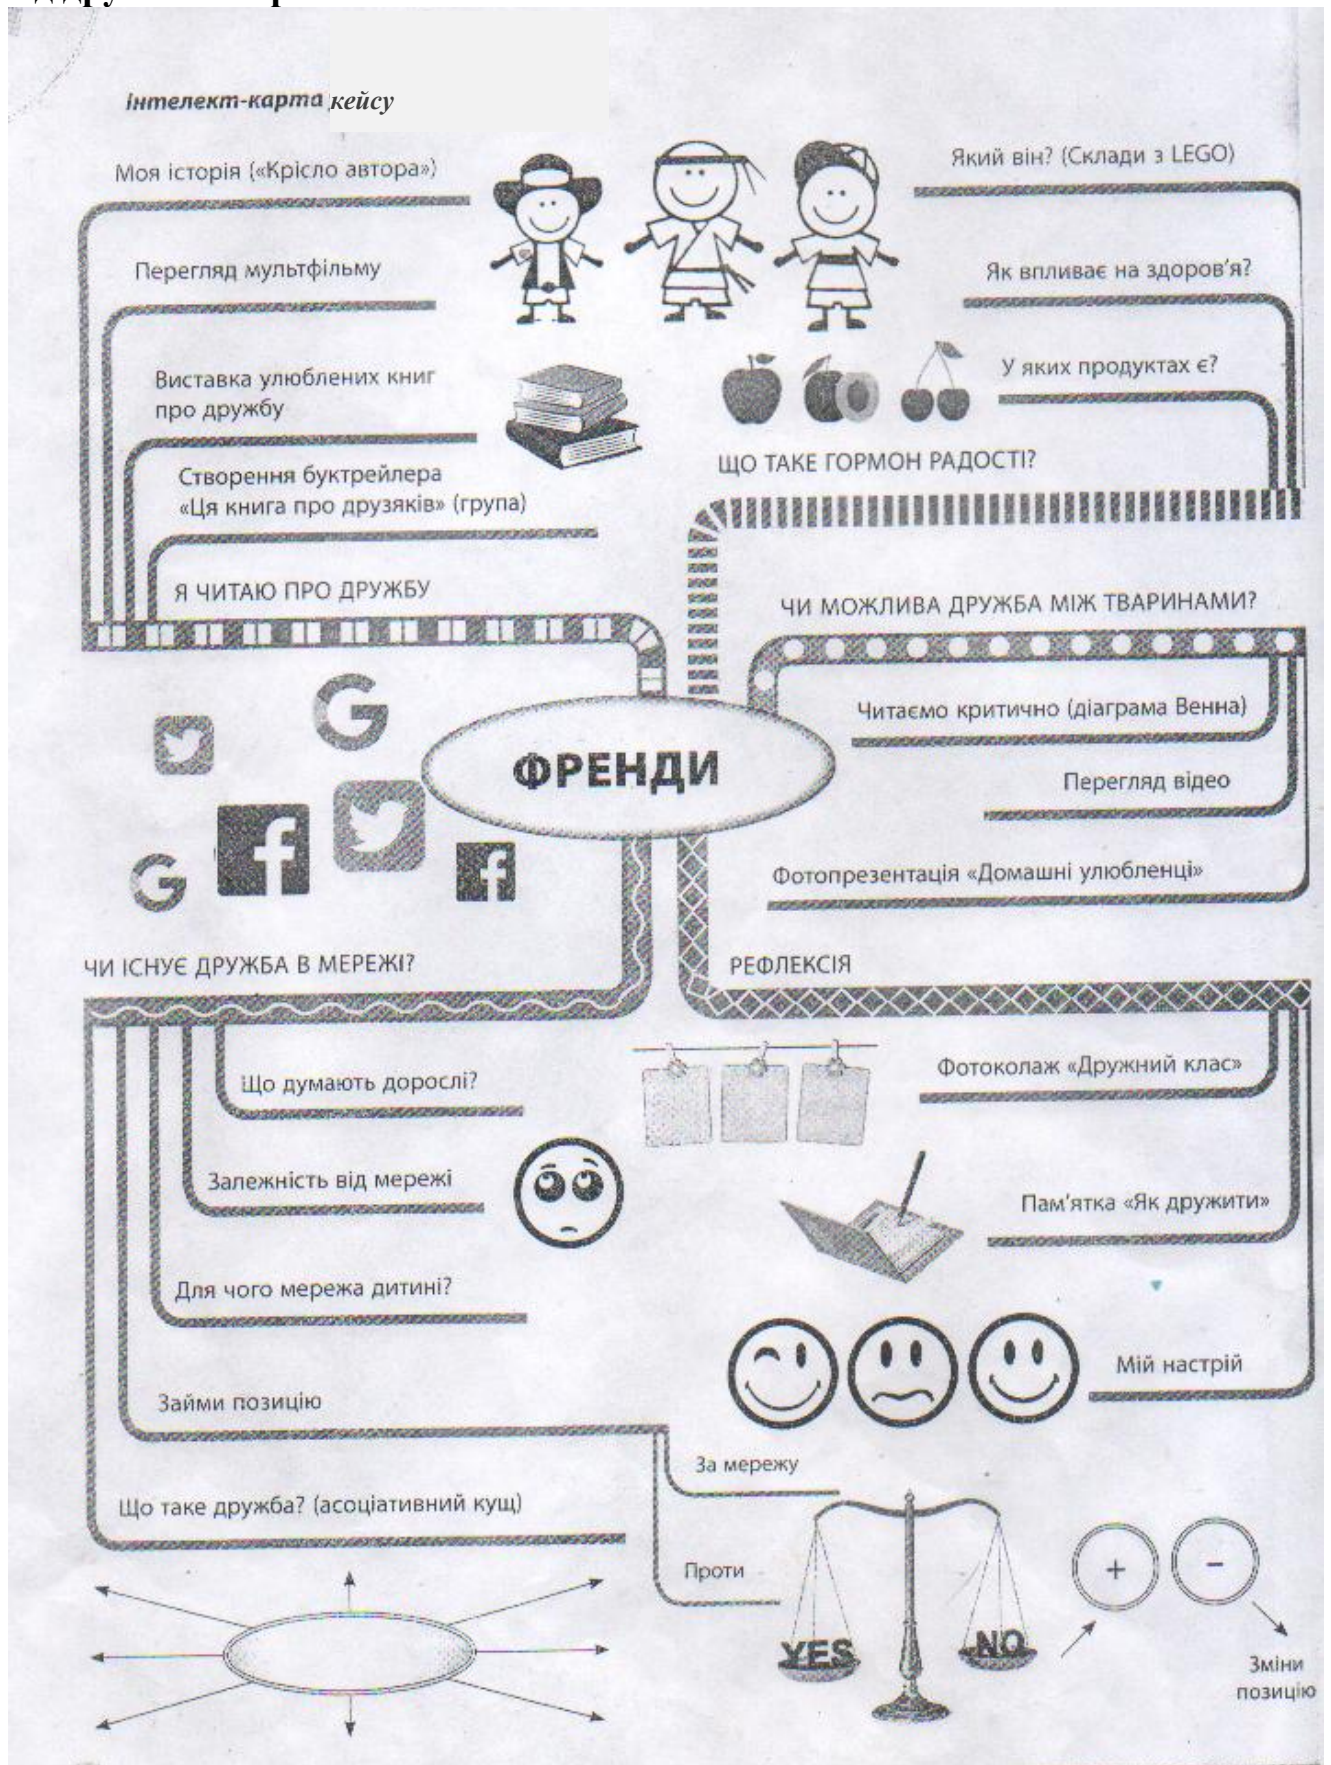 інтелект-карта кейсу
Моя історія («Крісло автора»)
Перегляд мультфільму
Виставка улюблених книг
про дружбу
Створення буктрейлера
«Ця книга про друзяків» (група)
Я ЧИТАЮ ПРО ДРУЖБУ
Який він? (Склади з LEGO)
Як впливає на здоров'я?
У яких продуктах є?
ЩО ТАКЕ ГОРМОН РАДОСТІ?
ЧИ МОЖЛИВА ДРУЖБА МІЖ ТВАРИНАМИ?
Читаємо критично (діаграма Венна)
Перегляд відео
Фотопрезентація «Домашні улюбленці»
ФРЕНДИ
ЧИ ІСНУЄ ДРУЖБА В МЕРЕЖІ?
Що думають дорослі?
Залежність від мережі
Для чого мережа дитині?
Займи позицію
За мережу
Проти
Що таке дружба? (асоціативний кущ)
РЕФЛЕКСІЯ
Фотоколаж «Дружний клас»
Пам'ятка «Як дружити»
Мій настрій
YES
NO
+
−
Зміни
позицію